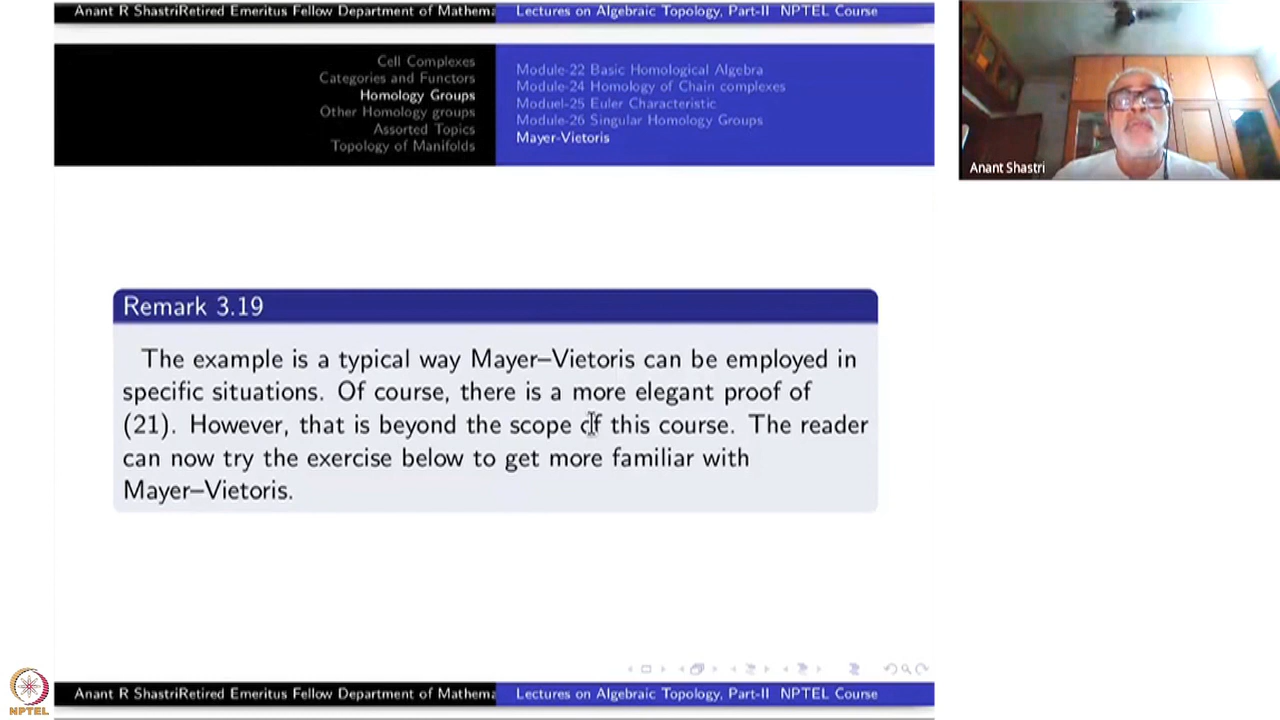 Anant R ShastriRetired Emeritus Fellow Department of Mathema
Lectures on Algebraic Topology, Part-II NPTEL Course
Cell Complexes
Categories and Functors
Homology Groups
Other Homology groups
Assorted Topics
Topology of Manifolds
Module-22 Basic Homological Algebra
Module-24 Homology of Chain complexes
Moduel-25 Euler Characteristic
Module-26 Singular Homology Groups
Mayer-Vietoris
Anant Shastri
Remark 3.19
The example is a typical way Mayer–Vietoris can be employed in
specific situations. Of course, there is a more elegant proof of
(21). However, that is beyond the scope of this course. The reader
can now try the exercise below to get more familiar with
Mayer–Vietoris.
NPTEL
Anant R ShastriRetired Emeritus Fellow Department of Mathema
Lectures on Algebraic Topology, Part-II NPTEL Course